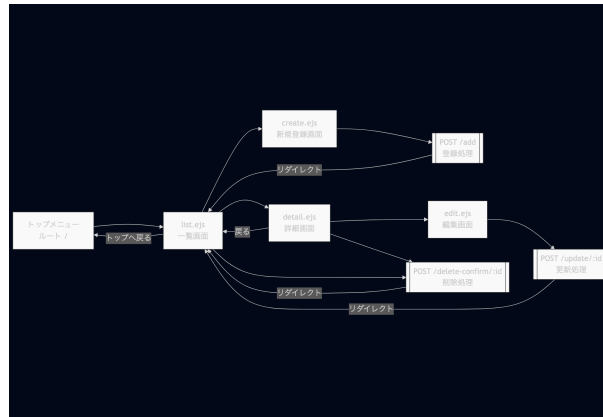 create.ejs
新規登録画面
POST /add
登録処理
リダイレクト
トップメニュー
ルート /
トップへ戻る
list.ejs
一覧画面
戻る
detail.ejs
詳細画面
edit.ejs
編集画面
POST /delete-confirm/:id
削除処理
リダイレクト
POST /update/:id
更新処理
リダイレクト